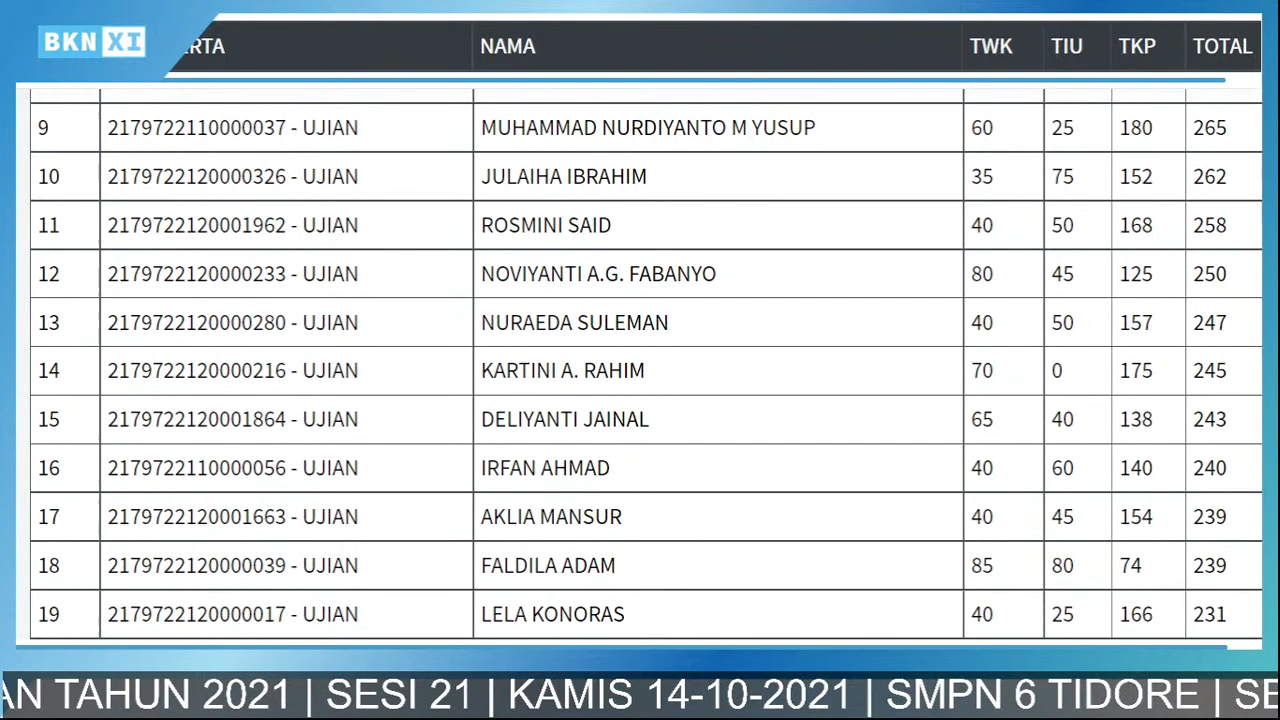 BKN XI
ERTA NAMA TWK TIU TKP TOTAL
9 2179722110000037 - UJIAN MUHAMMAD NURDIYANTO M YUSUP 60 25 180 265
10 2179722120000326 - UJIAN JULAIHA IBRAHIM 35 75 152 262
11 2179722120001962 - UJIAN ROSMINI SAID 40 50 168 258
12 2179722120000233 - UJIAN NOVIYANTI A.G. FABANYO 80 45 125 250
13 2179722120000280 - UJIAN NURAEDA SULEMAN 40 50 157 247
14 2179722120000216 - UJIAN KARTINI A. RAHIM 70 0 175 245
15 2179722120001864 - UJIAN DELIYANTI JAINAL 65 40 138 243
16 2179722110000056 - UJIAN IRFAN AHMAD 40 60 140 240
17 2179722120001663 - UJIAN AKLIA MANSUR 40 45 154 239
18 2179722120000039 - UJIAN FALDILA ADAM 85 80 74 239
19 2179722120000017 - UJIAN LELA KONORAS 40 25 166 231
AN TAHUN 2021 | SESI 21 | KAMIS 14-10-2021 | SMPN 6 TIDORE | SE